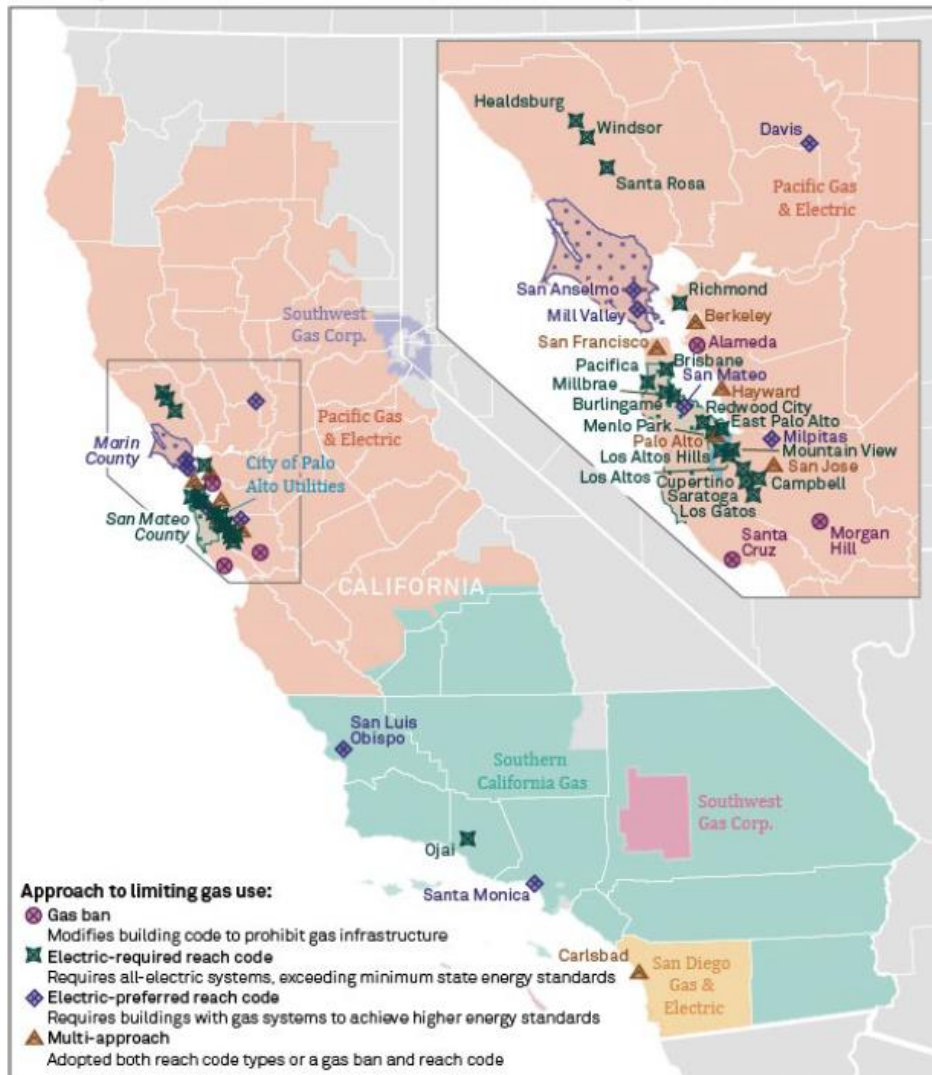 Healdsburg
Windsor
Davis
Santa Rosa
Pacific Gas
& Electric
San Anselmo
Richmond
Mill Valley
Berkeley
San Francisco
Alameda
Pacifica
Brisbane
San Mateo
Millbrae
Hayward
Burlingame
Redwood City
Menlo Park
East Palo Alto
Palo Alto
Milpitas
Los Altos Hills
Mountain View
San Jose
Los Altos
Cupertino
Campbell
Saratoga
Los Gatos
Santa
Cruz
Morgan
Hill
Southwest
Gas Corp.
Pacific Gas
& Electric
Marin
County
City of Palo
Alto Utilities
San Mateo
County
CALIFORNIA
San Luis
Obispo
Southern
California Gas
Southwest
Gas Corp.
Ojai
Santa Monica
Carlsbad
San Diego
Gas &
Electric
Approach to limiting gas use:
Gas ban
Modifies building code to prohibit gas infrastructure
Electric-required reach code
Requires all-electric systems, exceeding minimum state energy standards
Electric-preferred reach code
Requires buildings with gas systems to achieve higher energy standards
Multi-approach
Adopted both reach code types or a gas ban and reach code